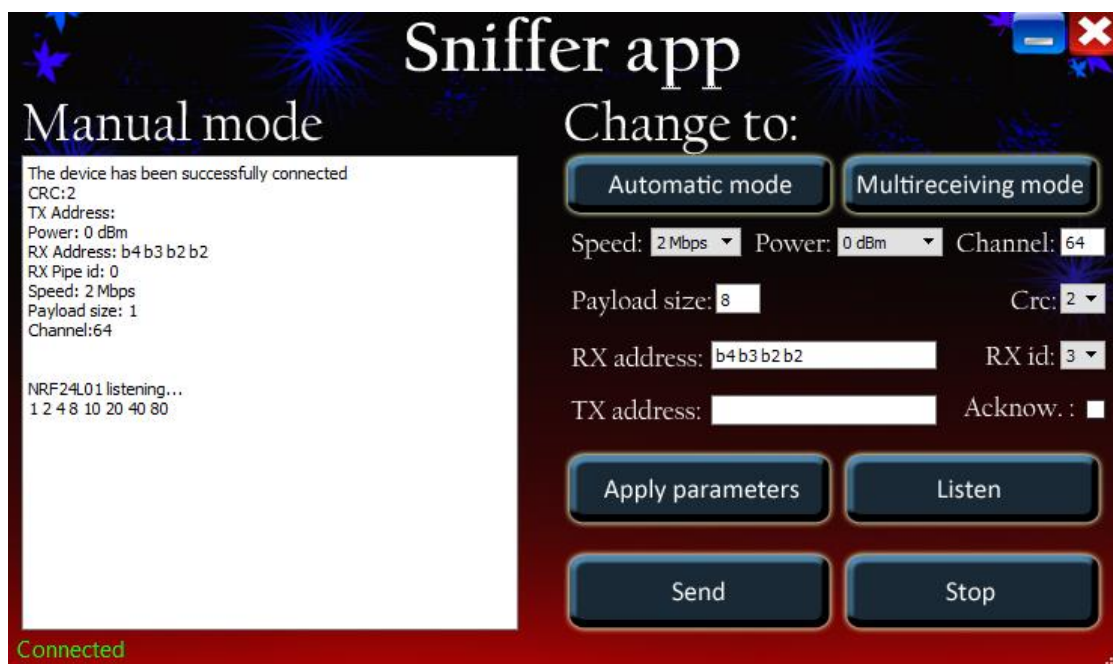 Sniffer app
Manual mode
The device has been successfully connected
CRC:2
TX Address:
Power: 0 dBm
RX Address: b4 b3 b2 b2
RX Pipe id: 0
Speed: 2 Mbps
Payload size: 1
Channel:64
NRF24L01 listening...
1 2 4 8 10 20 40 80
Connected
Change to:
Automatic mode Multireceiving mode
Speed: 2 Mbps Power: 0 dBm Channel: 64
Payload size: 8 Crc: 2
RX address: b4 b3 b2 b2 RX id: 3
TX address: Acknow. :
Apply parameters Listen
Send Stop